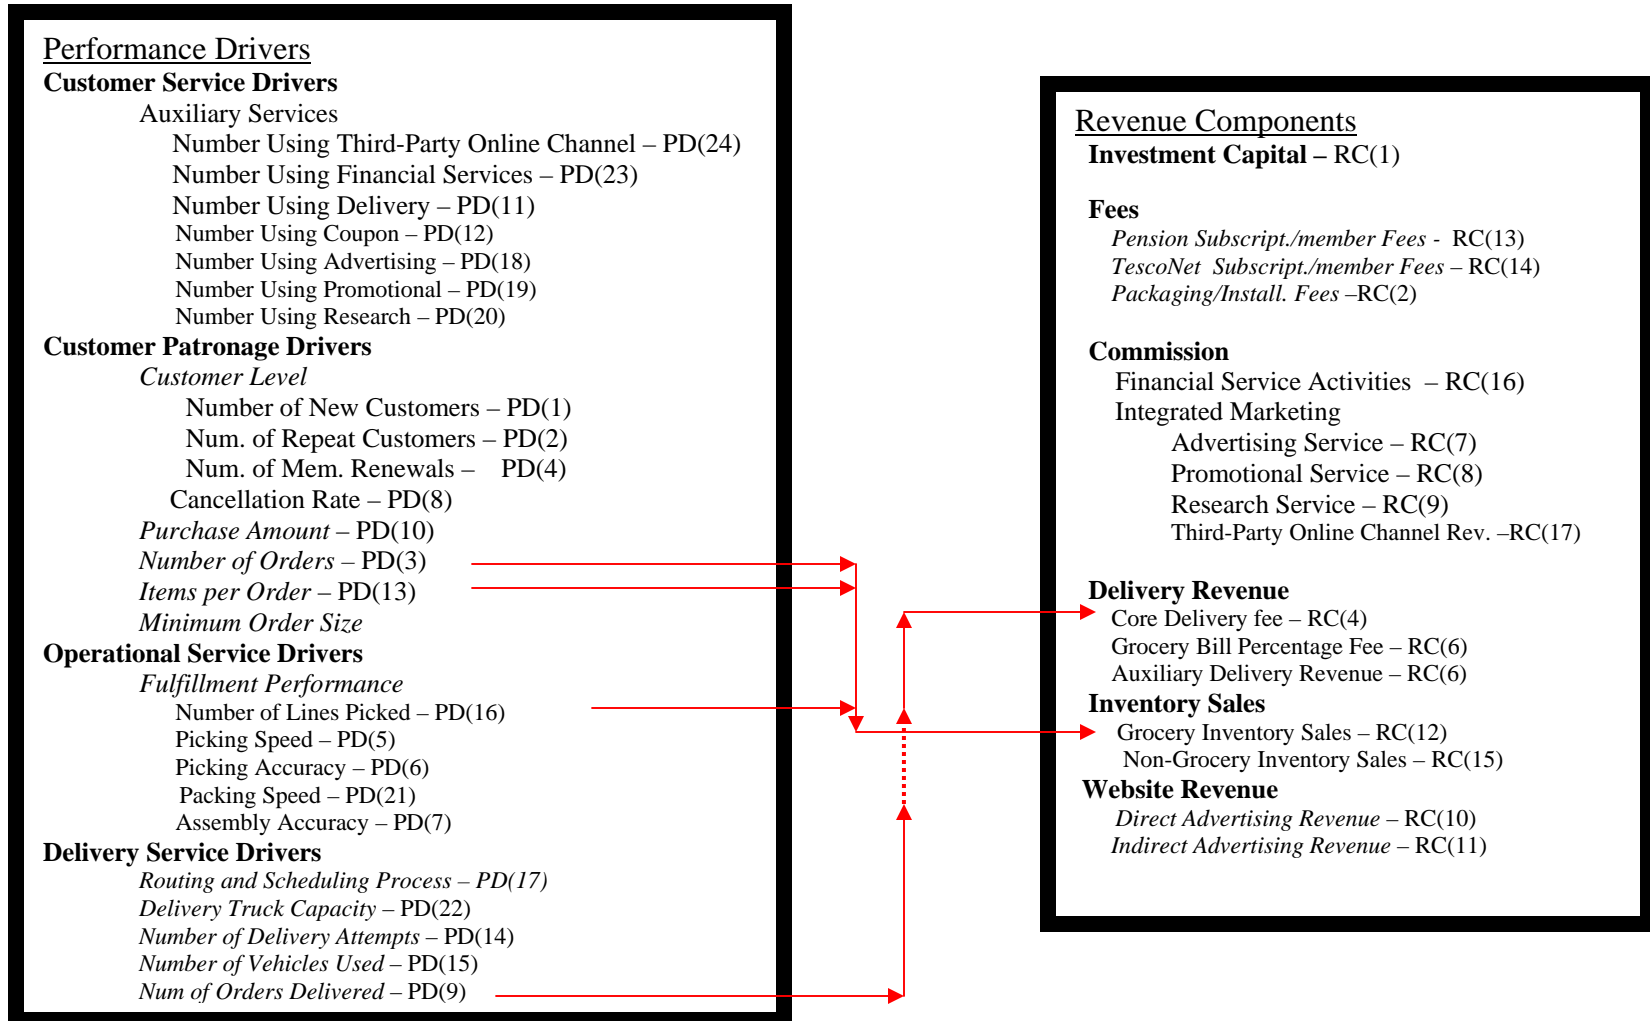 Performance Drivers
Customer Service Drivers
Auxiliary Services
Number Using Third-Party Online Channel – PD(24)
Number Using Financial Services – PD(23)
Number Using Delivery – PD(11)
Number Using Coupon – PD(12)
Number Using Advertising – PD(18)
Number Using Promotional – PD(19)
Number Using Research – PD(20)
Customer Patronage Drivers
Customer Level
Number of New Customers – PD(1)
Num. of Repeat Customers – PD(2)
Num. of Mem. Renewals – PD(4)
Cancellation Rate – PD(8)
Purchase Amount – PD(10)
Number of Orders – PD(3)
Items per Order – PD(13)
Minimum Order Size
Operational Service Drivers
Fulfillment Performance
Number of Lines Picked – PD(16)
Picking Speed – PD(5)
Picking Accuracy – PD(6)
Packing Speed – PD(21)
Assembly Accuracy – PD(7)
Delivery Service Drivers
Routing and Scheduling Process – PD(17)
Delivery Truck Capacity – PD(22)
Number of Delivery Attempts – PD(14)
Number of Vehicles Used – PD(15)
Num of Orders Delivered – PD(9)
Revenue Components
Investment Capital – RC(1)
Fees
Pension Subscript./member Fees - RC(13)
TescoNet Subscript./member Fees – RC(14)
Packaging/Install. Fees –RC(2)
Commission
Financial Service Activities – RC(16)
Integrated Marketing
Advertising Service – RC(7)
Promotional Service – RC(8)
Research Service – RC(9)
Third-Party Online Channel Rev. –RC(17)
Delivery Revenue
Core Delivery fee – RC(4)
Grocery Bill Percentage Fee – RC(6)
Auxiliary Delivery Revenue – RC(6)
Inventory Sales
Grocery Inventory Sales – RC(12)
Non-Grocery Inventory Sales – RC(15)
Website Revenue
Direct Advertising Revenue – RC(10)
Indirect Advertising Revenue – RC(11)